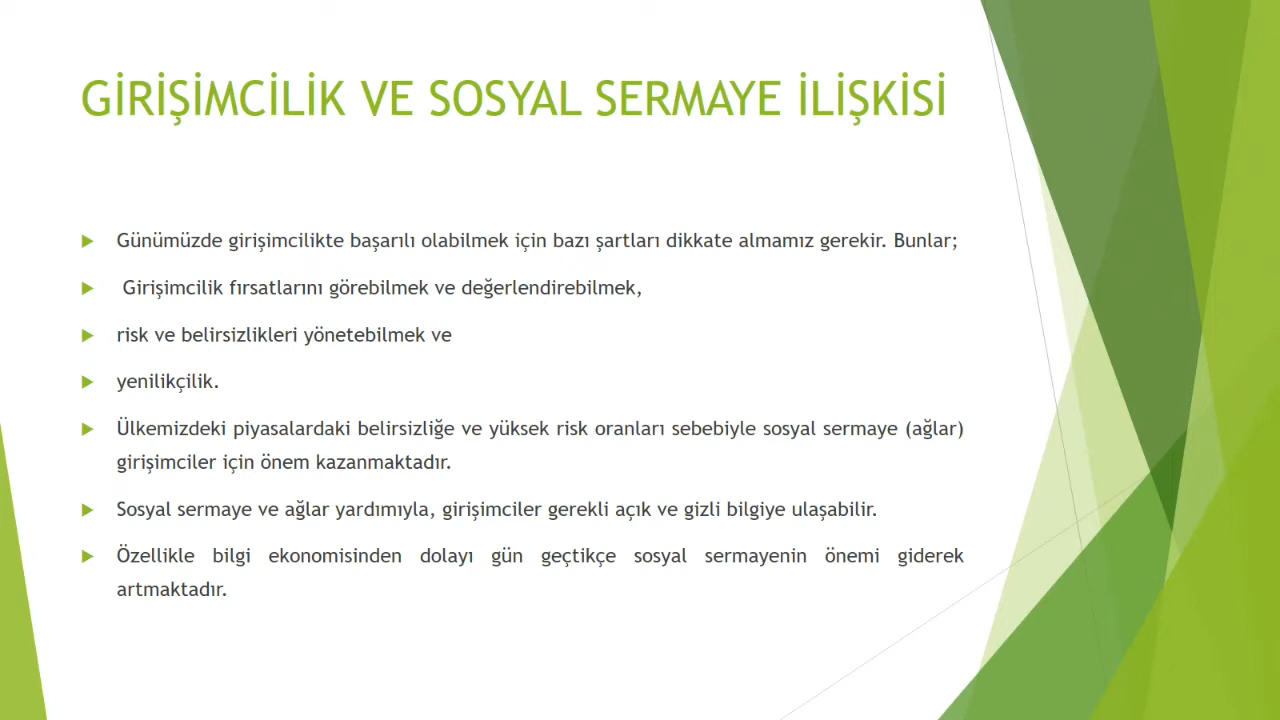 GİRİŞİMCİLİK VE SOSYAL SERMAYE İLİŞKİSİ
Günümüzde girişimcilikte başarılı olabilmek için bazı şartları dikkate almamız gerekir. Bunlar;
Girişimcilik fırsatlarını görebilmek ve değerlendirebilmek,
risk ve belirsizlikleri yönetebilmek ve
yenilikçilik.
Ülkemizdeki piyasalardaki belirsizliğe ve yüksek risk oranları sebebiyle sosyal sermaye (ağlar)
girişimciler için önem kazanmaktadır.
Sosyal sermaye ve ağlar yardımıyla, girişimciler gerekli açık ve gizli bilgiye ulaşabilir.
Özellikle bilgi ekonomisinden dolayı gün geçtikçe sosyal sermayenin önemi giderek
artmaktadır.